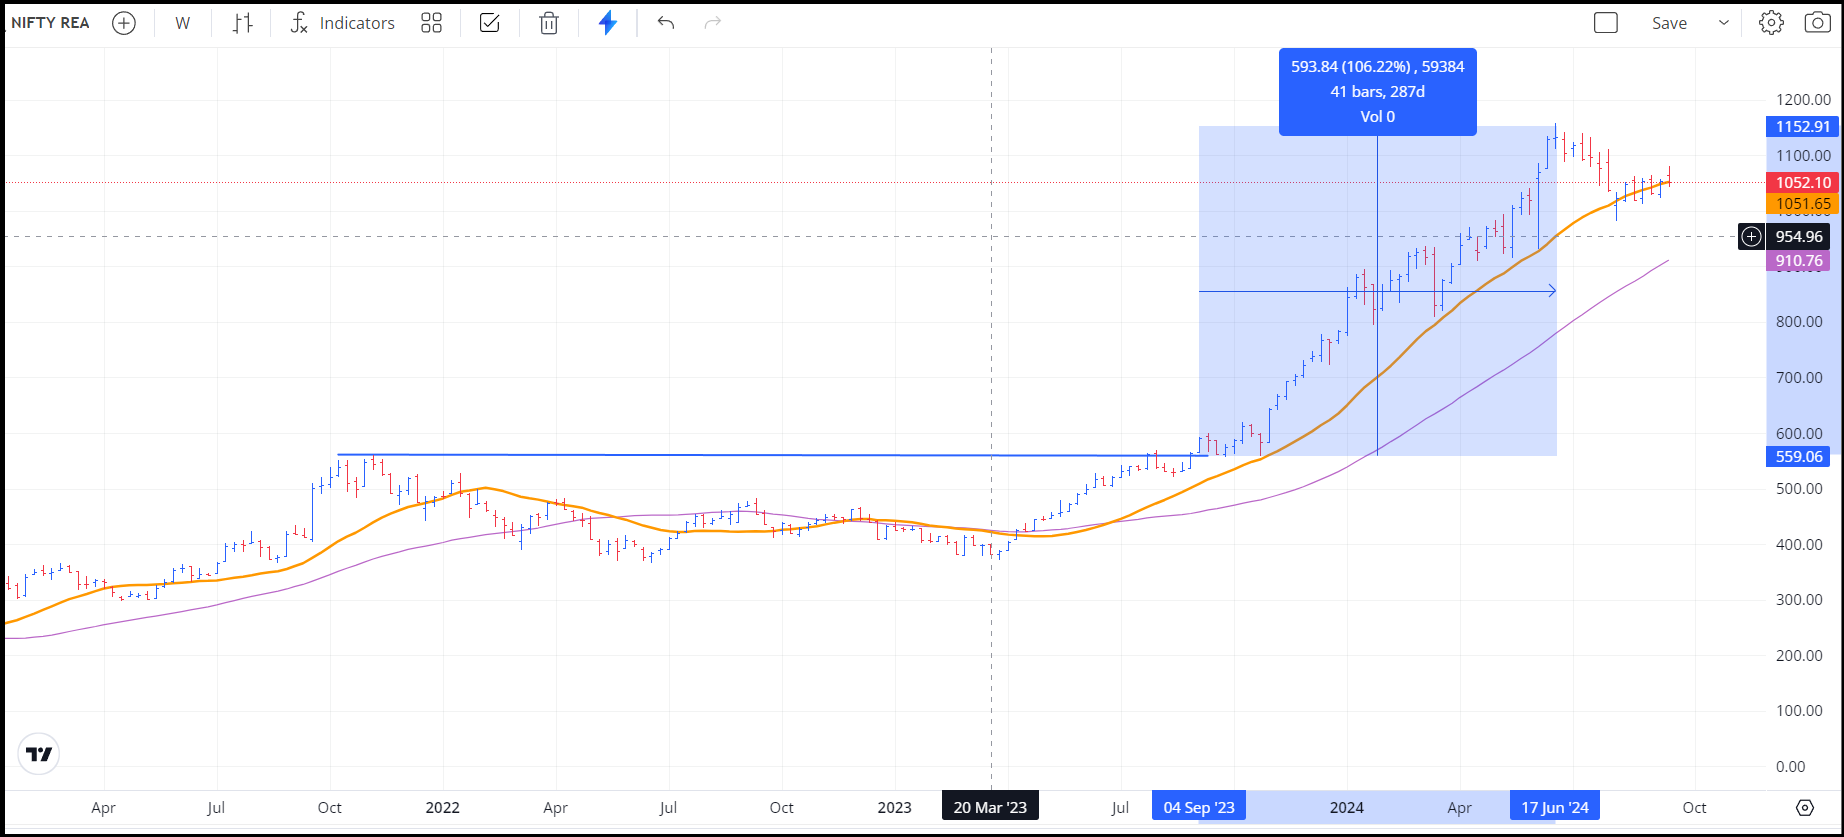 NIFTY REA
W
Indicators
Save
593.84 (106.22%) , 59384
41 bars, 287d
Vol 0
1200.00
1152.91
1100.00
1052.10
1051.65
954.96
910.76
800.00
700.00
600.00
559.06
500.00
400.00
300.00
200.00
100.00
0.00
Apr
Jul
Oct
2022
Apr
Jul
Oct
2023
20 Mar '23
Jul
04 Sep '23
2024
Apr
17 Jun '24
Oct